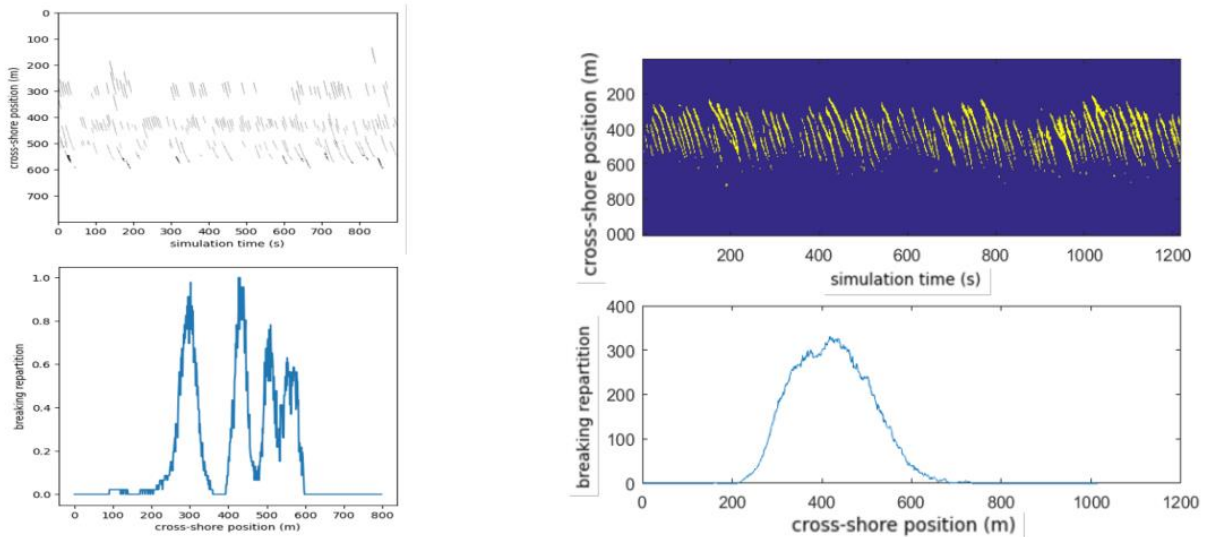 0
100
200
300
400
500
600
700
cross-shore position (m)
0 100 200 300 400 500 600 700 800
simulation time (s)
1.0
0.8
0.6
0.4
0.2
0.0
breaking repartition
0 100 200 300 400 500 600 700 800
cross-shore position (m)
200
400
600
800
0
cross-shore position (m)
200 400 600 800 1000 1200
simulation time (s)
400
300
200
100
0
breaking repartition
0 200 400 600 800 1000 1200
cross-shore position (m)